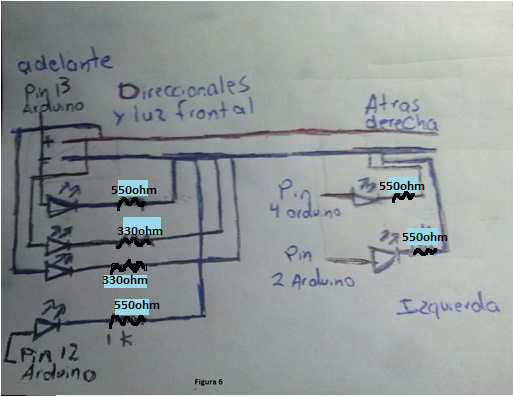 adelante
Pin 13
Arduino
Direccionales
y luz frontal
Atras
derecha
+
-
550ohm
330ohm
330ohm
550ohm
1 k
Pin 12
Arduino
Pin
4 arduino
550ohm
Pin
2 Arduino
550ohm
Izquierda
Figura 6